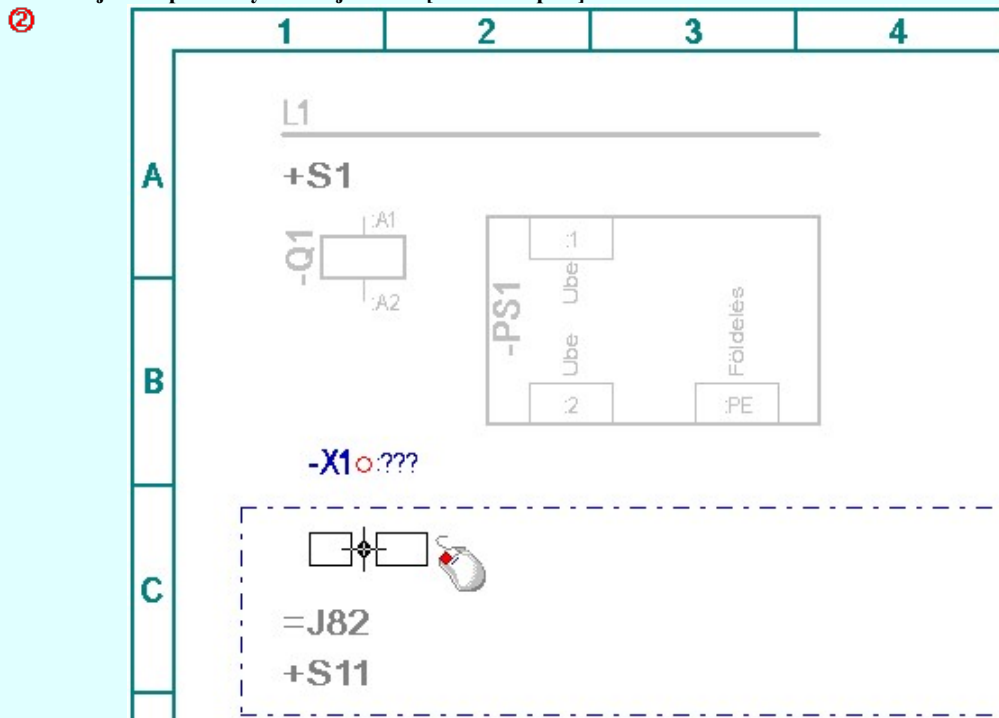 ②
1 2 3 4
L1
A
+S1
-Q1 :A1
:A2
-PS1 :1
Ube
Ube
:2
Földelés
:PE
B
-X1 :???
C
=J82
+S11